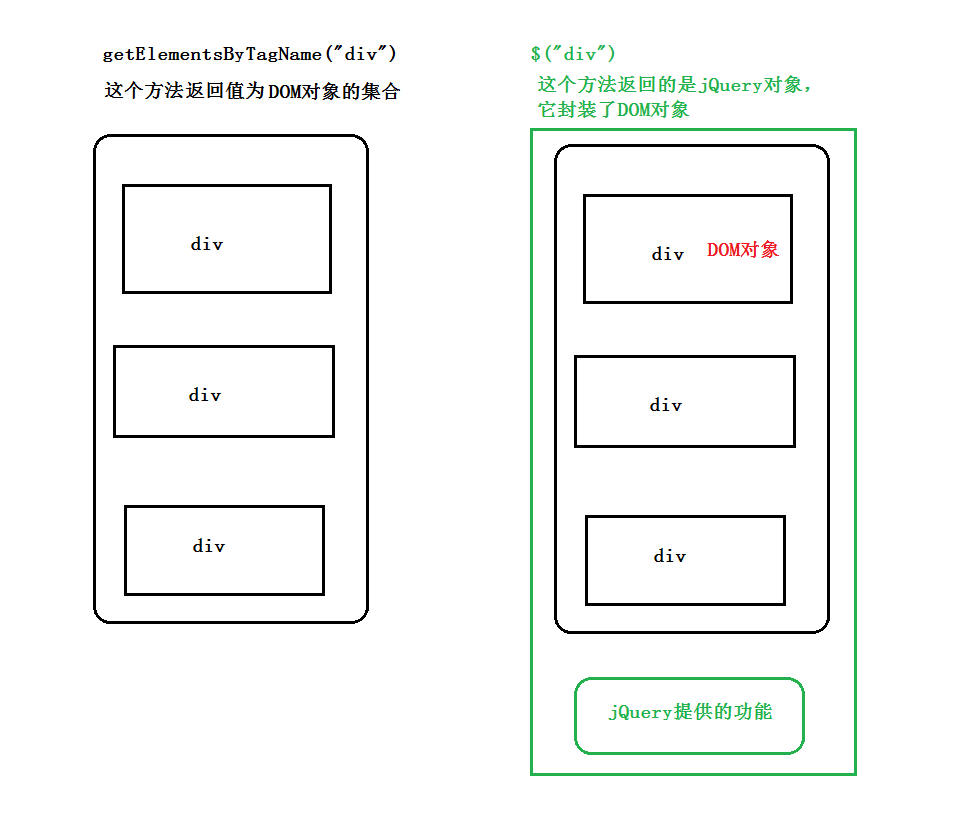 getElementsByTagName("div")
这个方法返回值为DOM对象的集合
div
div
div
$("div")
这个方法返回的是jQuery对象，
它封装了DOM对象
div DOM对象
div
div
jQuery提供的功能